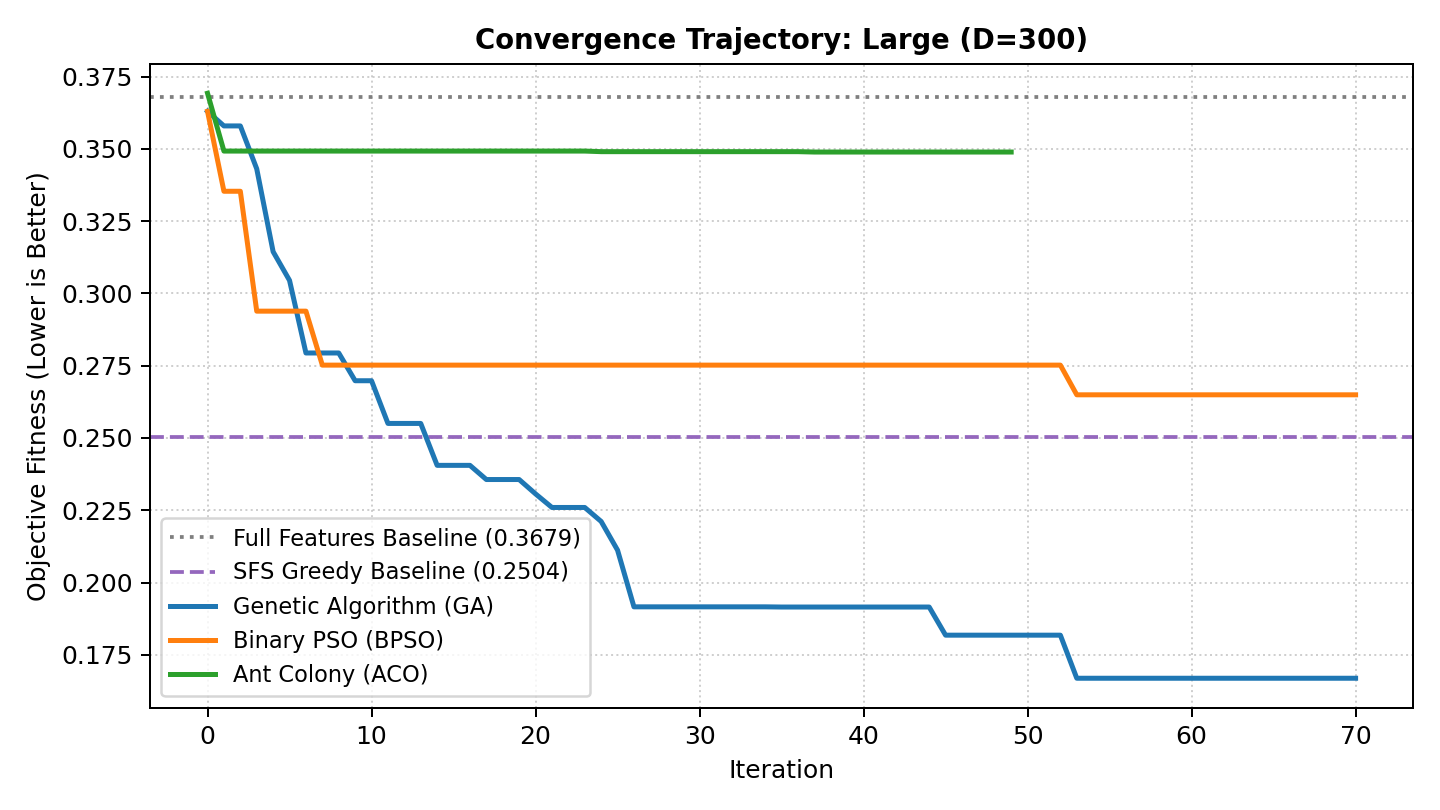 Convergence Trajectory: Large (D=300)
Objective Fitness (Lower is Better)
0.375
0.350
0.325
0.300
0.275
0.250
0.225
0.200
0.175
Full Features Baseline (0.3679)
SFS Greedy Baseline (0.2504)
Genetic Algorithm (GA)
Binary PSO (BPSO)
Ant Colony (ACO)
0 10 20 30 40 50 60 70
Iteration